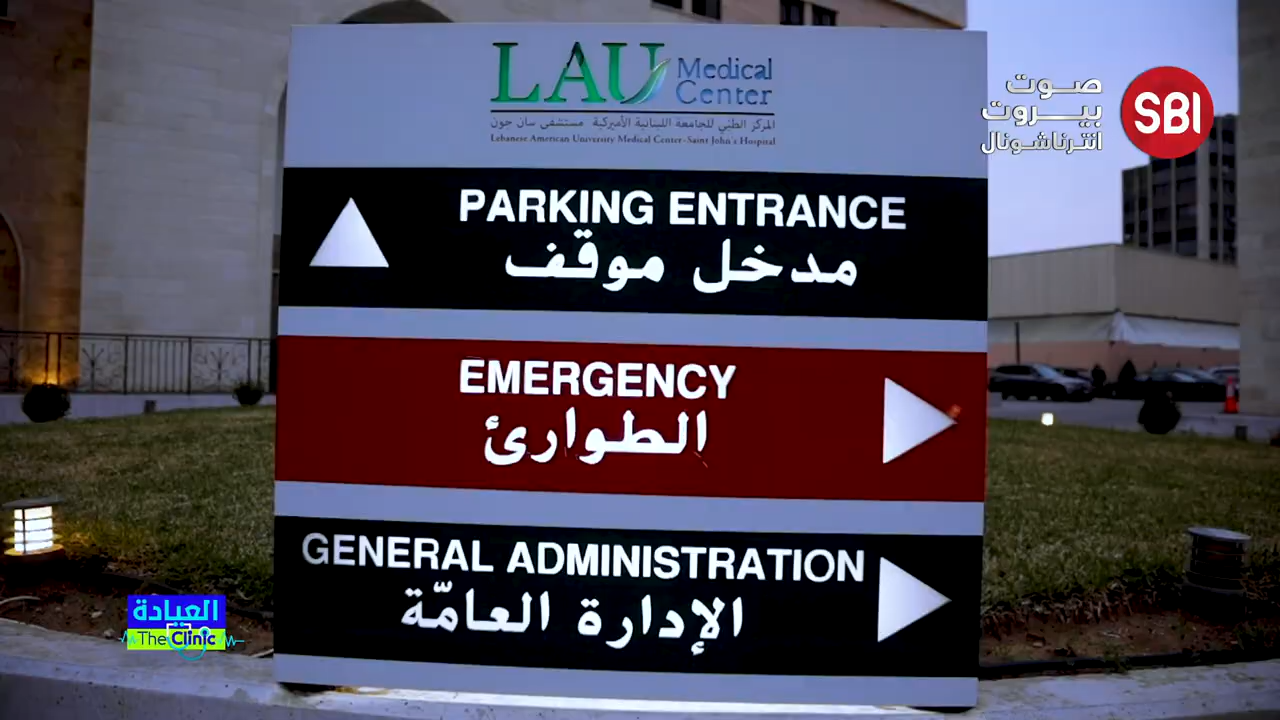 LAU Medical
Center
المركز الطبي للجامعة اللبنانية الأميركية - مستشفى سان جون
Lebanese American University Medical Center-Saint John's Hospital
PARKING ENTRANCE
مدخل موقف
EMERGENCY
الطوارئ
GENERAL ADMINISTRATION
الإدارة العامّة
صوت
بيروت
انترناشونال
SBI
العيادة
The Clinic